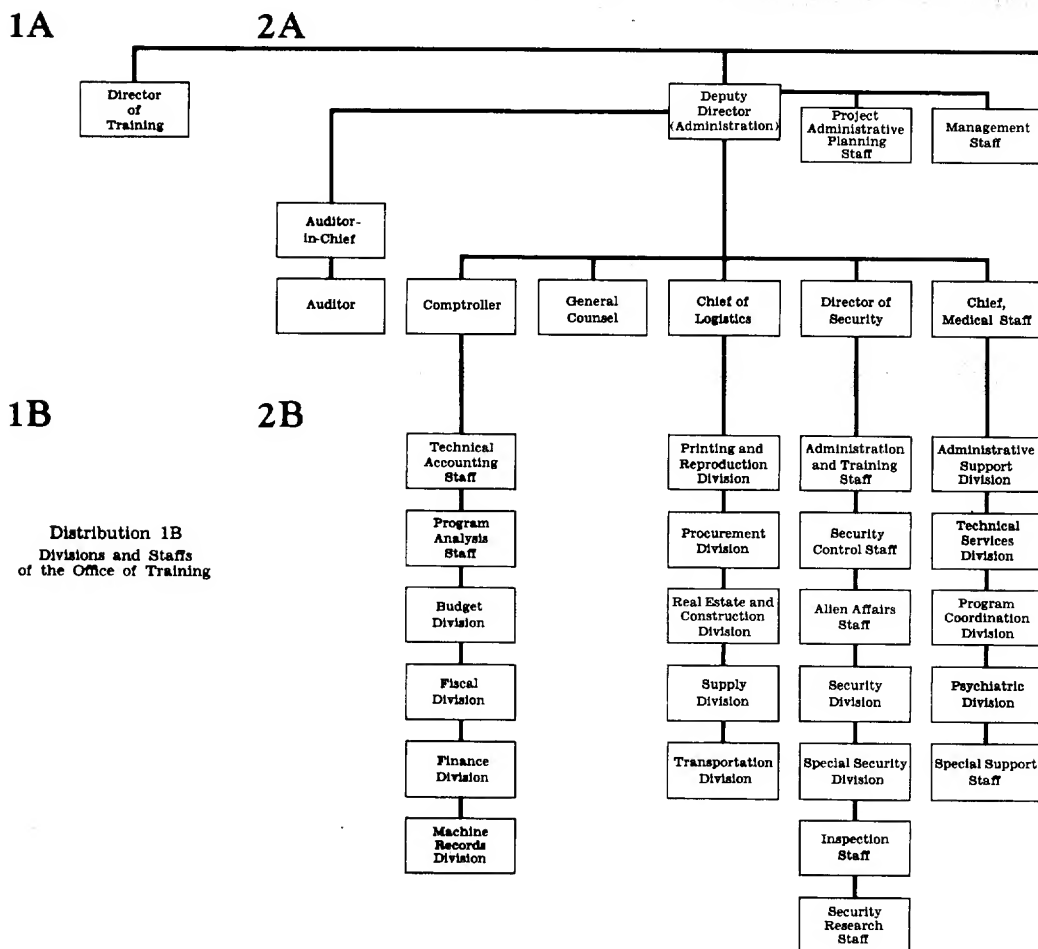 1A
2A
Director
of
Training
Deputy
Director
(Administration)
Project
Administrative
Planning
Staff
Management
Staff
Auditor-
in-Chief
Auditor
Comptroller
General
Counsel
Chief of
Logistics
Director of
Security
Chief,
Medical Staff
1B
2B
Distribution 1B
Divisions and Staffs
of the Office of Training
Technical
Accounting
Staff
Program
Analysis
Staff
Budget
Division
Fiscal
Division
Finance
Division
Machine
Records
Division
Printing and
Reproduction
Division
Procurement
Division
Real Estate and
Construction
Division
Supply
Division
Transportation
Division
Administration
and Training
Staff
Security
Control Staff
Alien Affairs
Staff
Security
Division
Special Security
Division
Inspection
Staff
Security
Research
Staff
Administrative
Support
Division
Technical
Services
Division
Program
Coordination
Division
Psychiatric
Division
Special Support
Staff